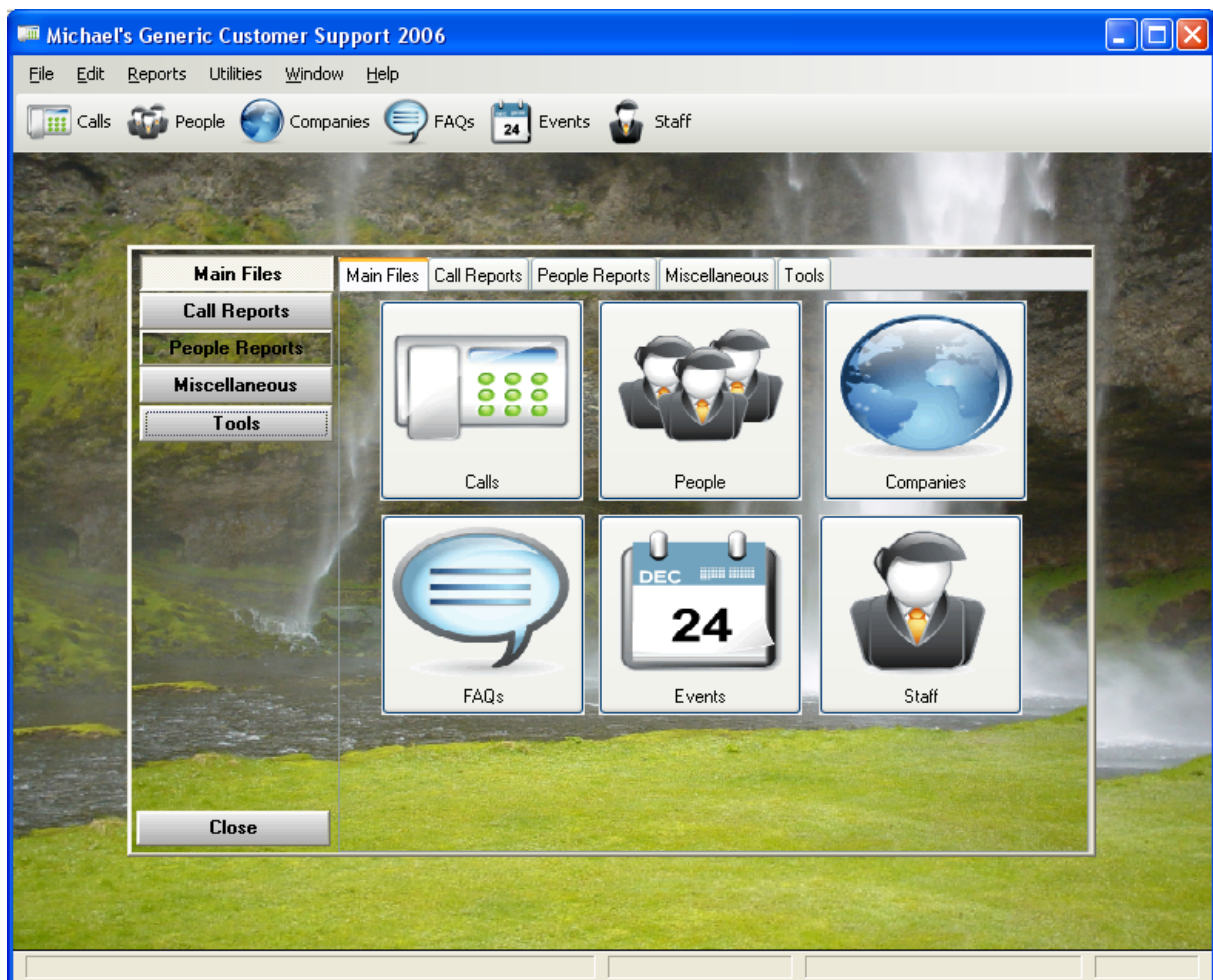 Michael's Generic Customer Support 2006
File Edit Reports Utilities Window Help
Calls People Companies 24 FAQs Events Staff
Main Files
Call Reports
People Reports
Miscellaneous
Tools
Close
Main Files Call Reports People Reports Miscellaneous Tools
Calls People Companies
DEC
24
FAQs Events Staff